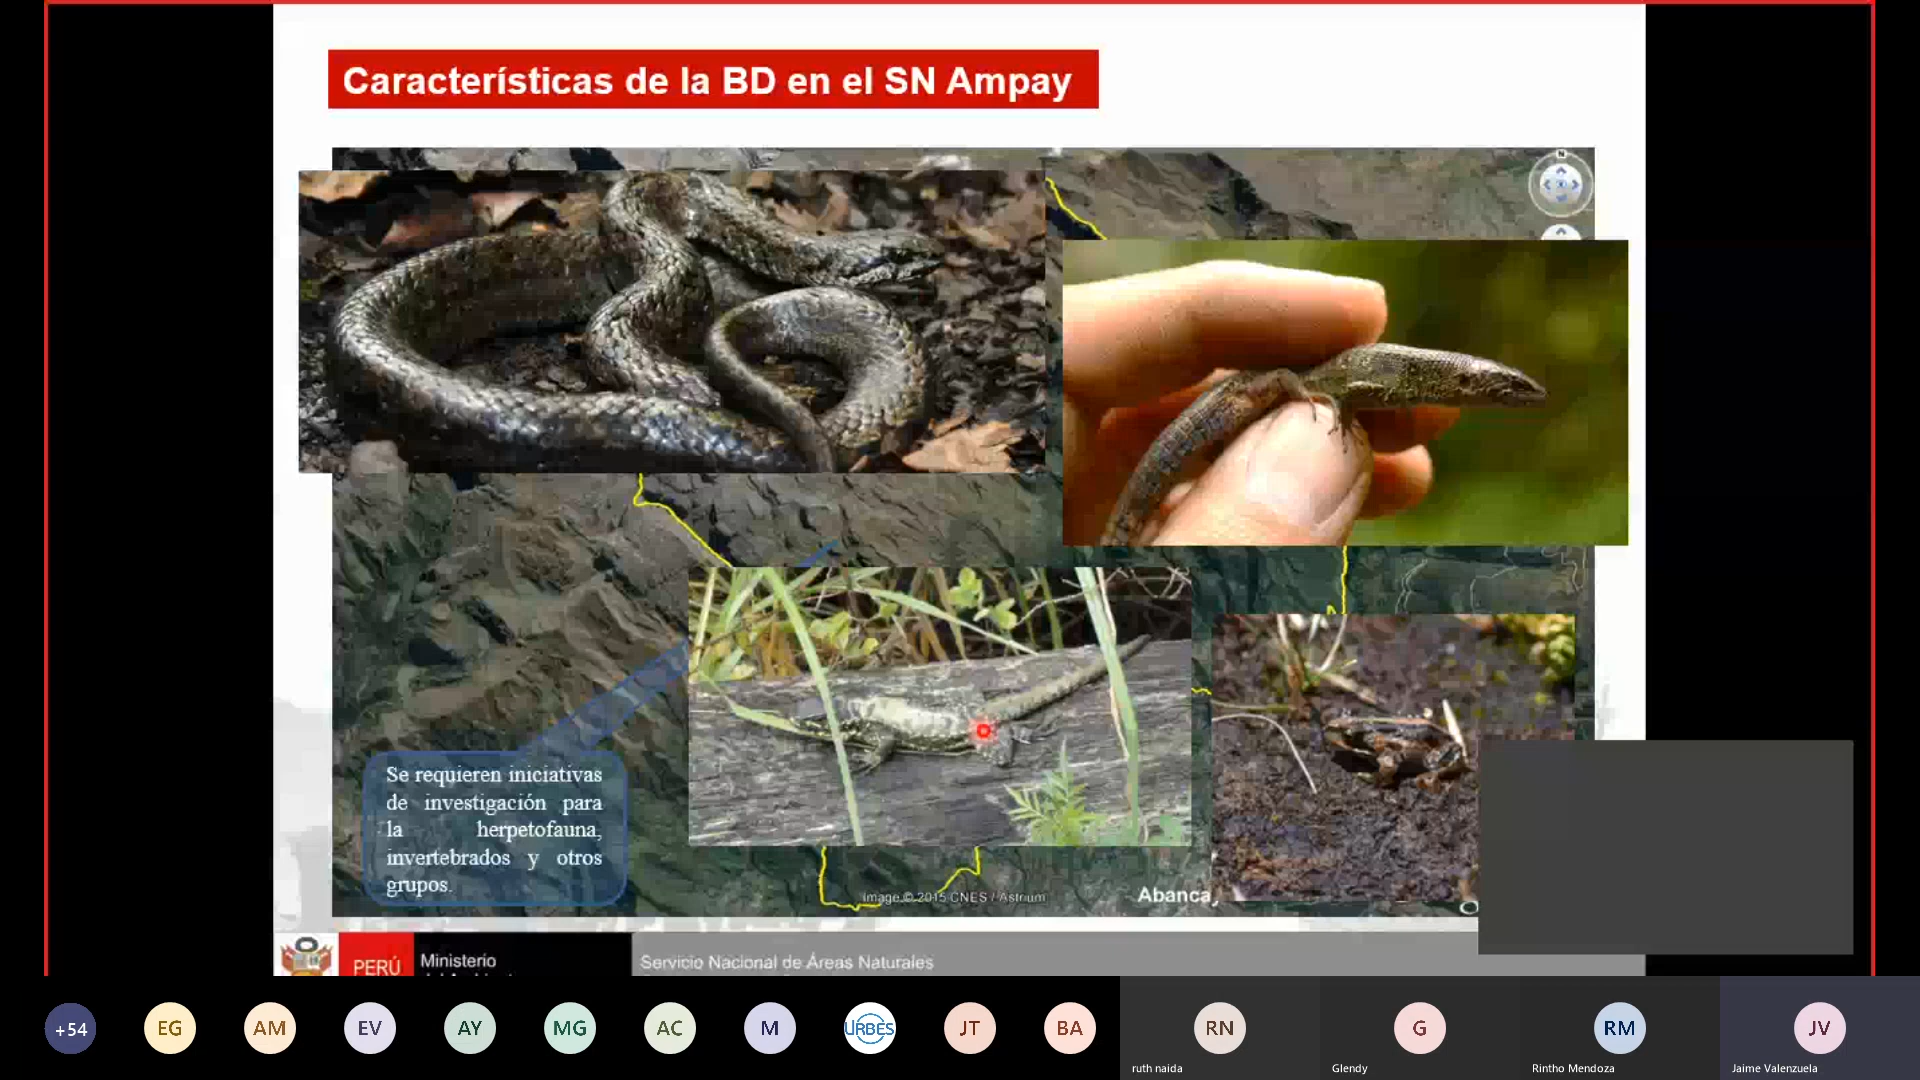 Características de la BD en el SN Ampay
N
Se requieren iniciativas
de investigación para
la herpetofauna,
invertebrados y otros
grupos.
Image © 2015 CNES / Astrium
Abanca
PERÚ
Ministerio
Servicio Nacional de Áreas Naturales
+54
EG
AM
EV
AY
MG
AC
M
URBES
JT
BA
RN
G
RM
JV
ruth naida
Glendy
Rintho Mendoza
Jaime Valenzuela